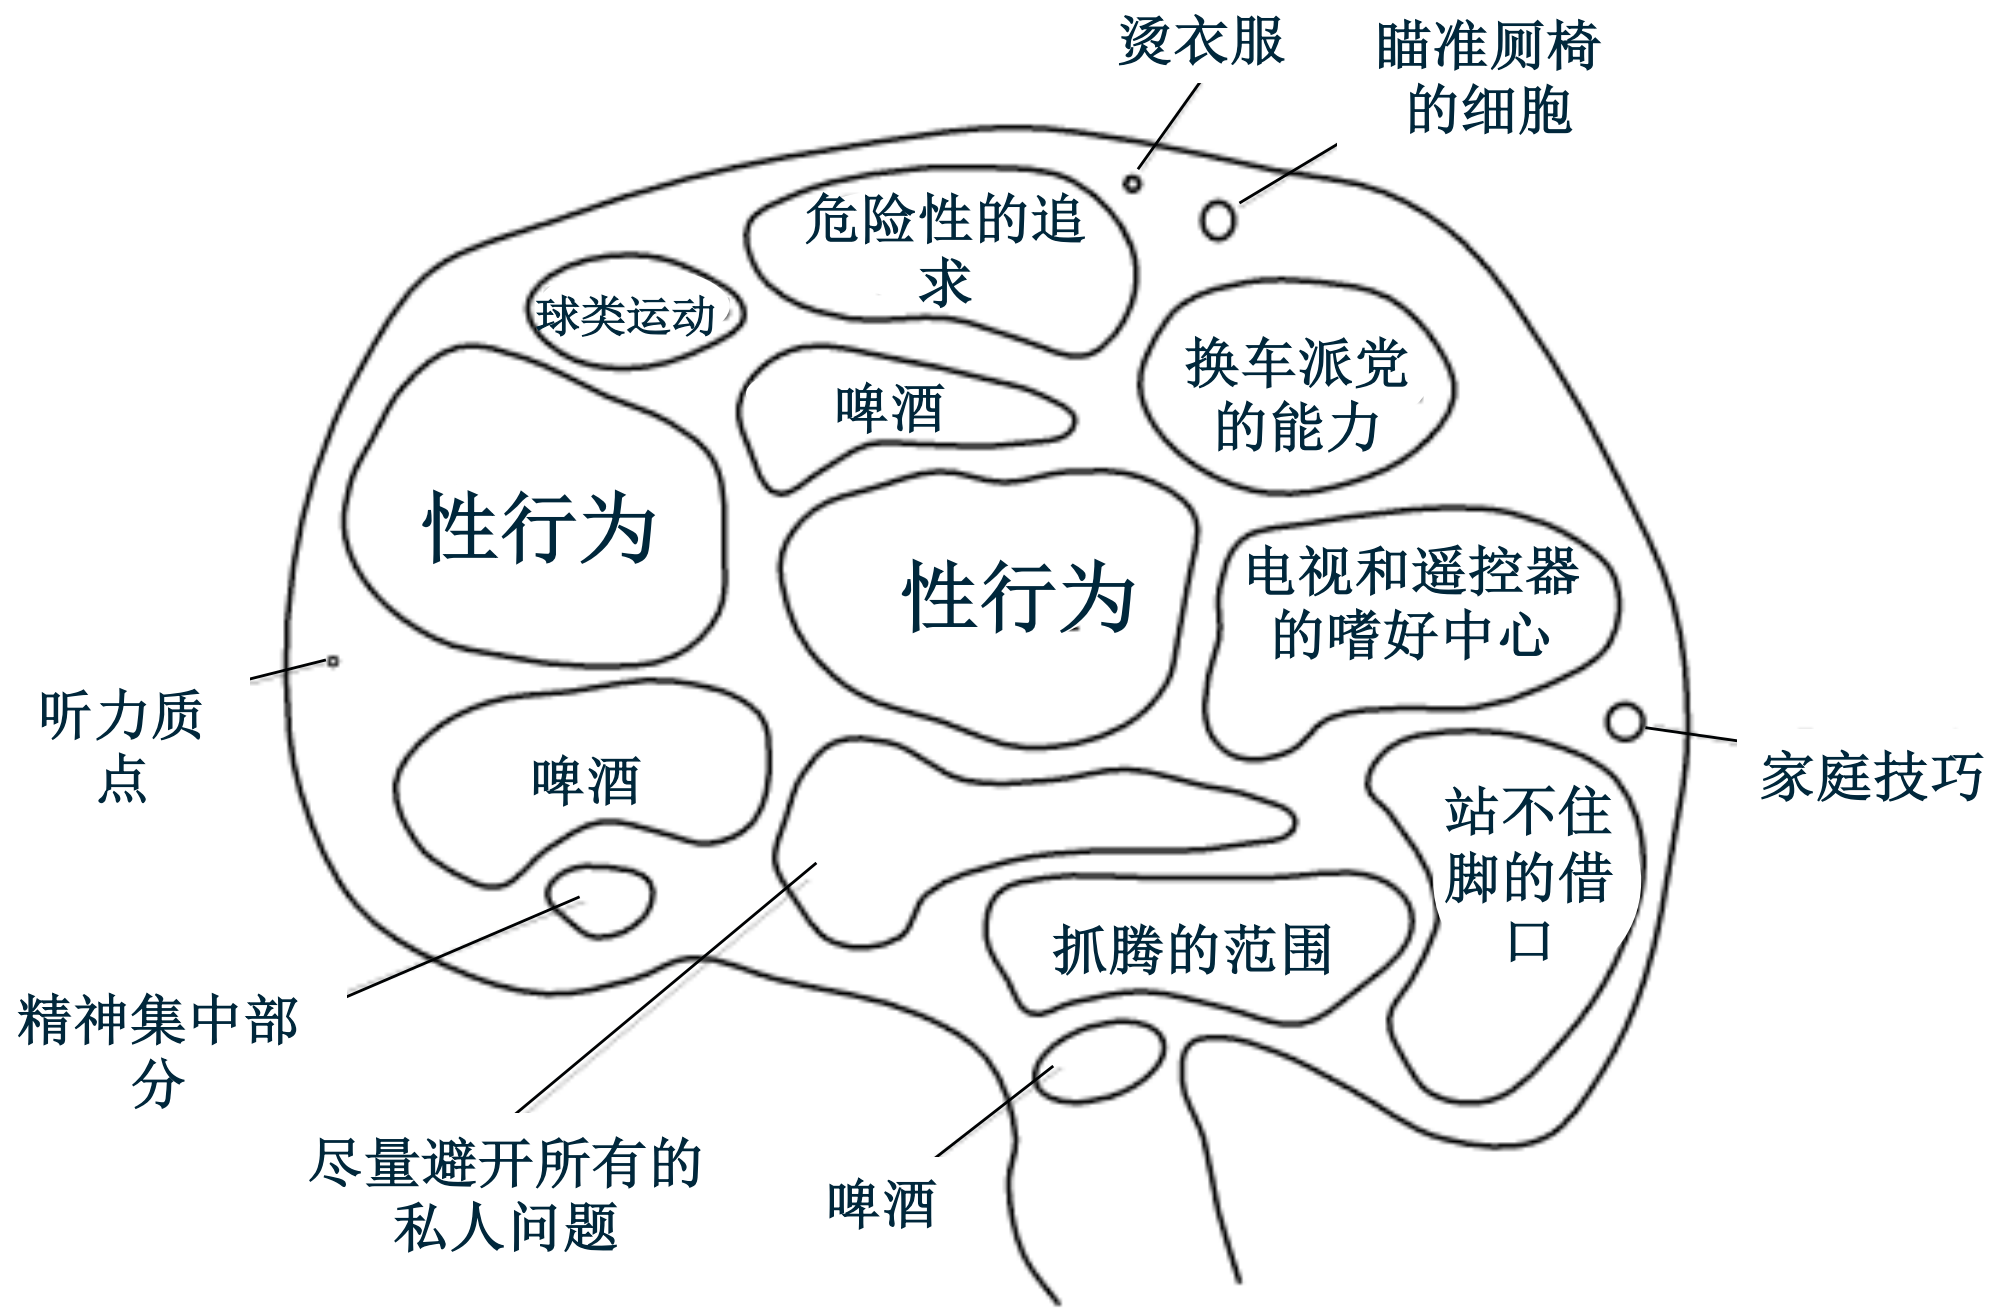 烫衣服
瞄准厕椅
的细胞
危险性的追
求
球类运动
换车派党
的能力
啤酒
性行为
性行为
电视和遥控器
的嗜好中心
听力质
点
啤酒
家庭技巧
站不住
脚的借
口
抓腾的范围
精神集中部
分
尽量避开所有的
私人问题
啤酒